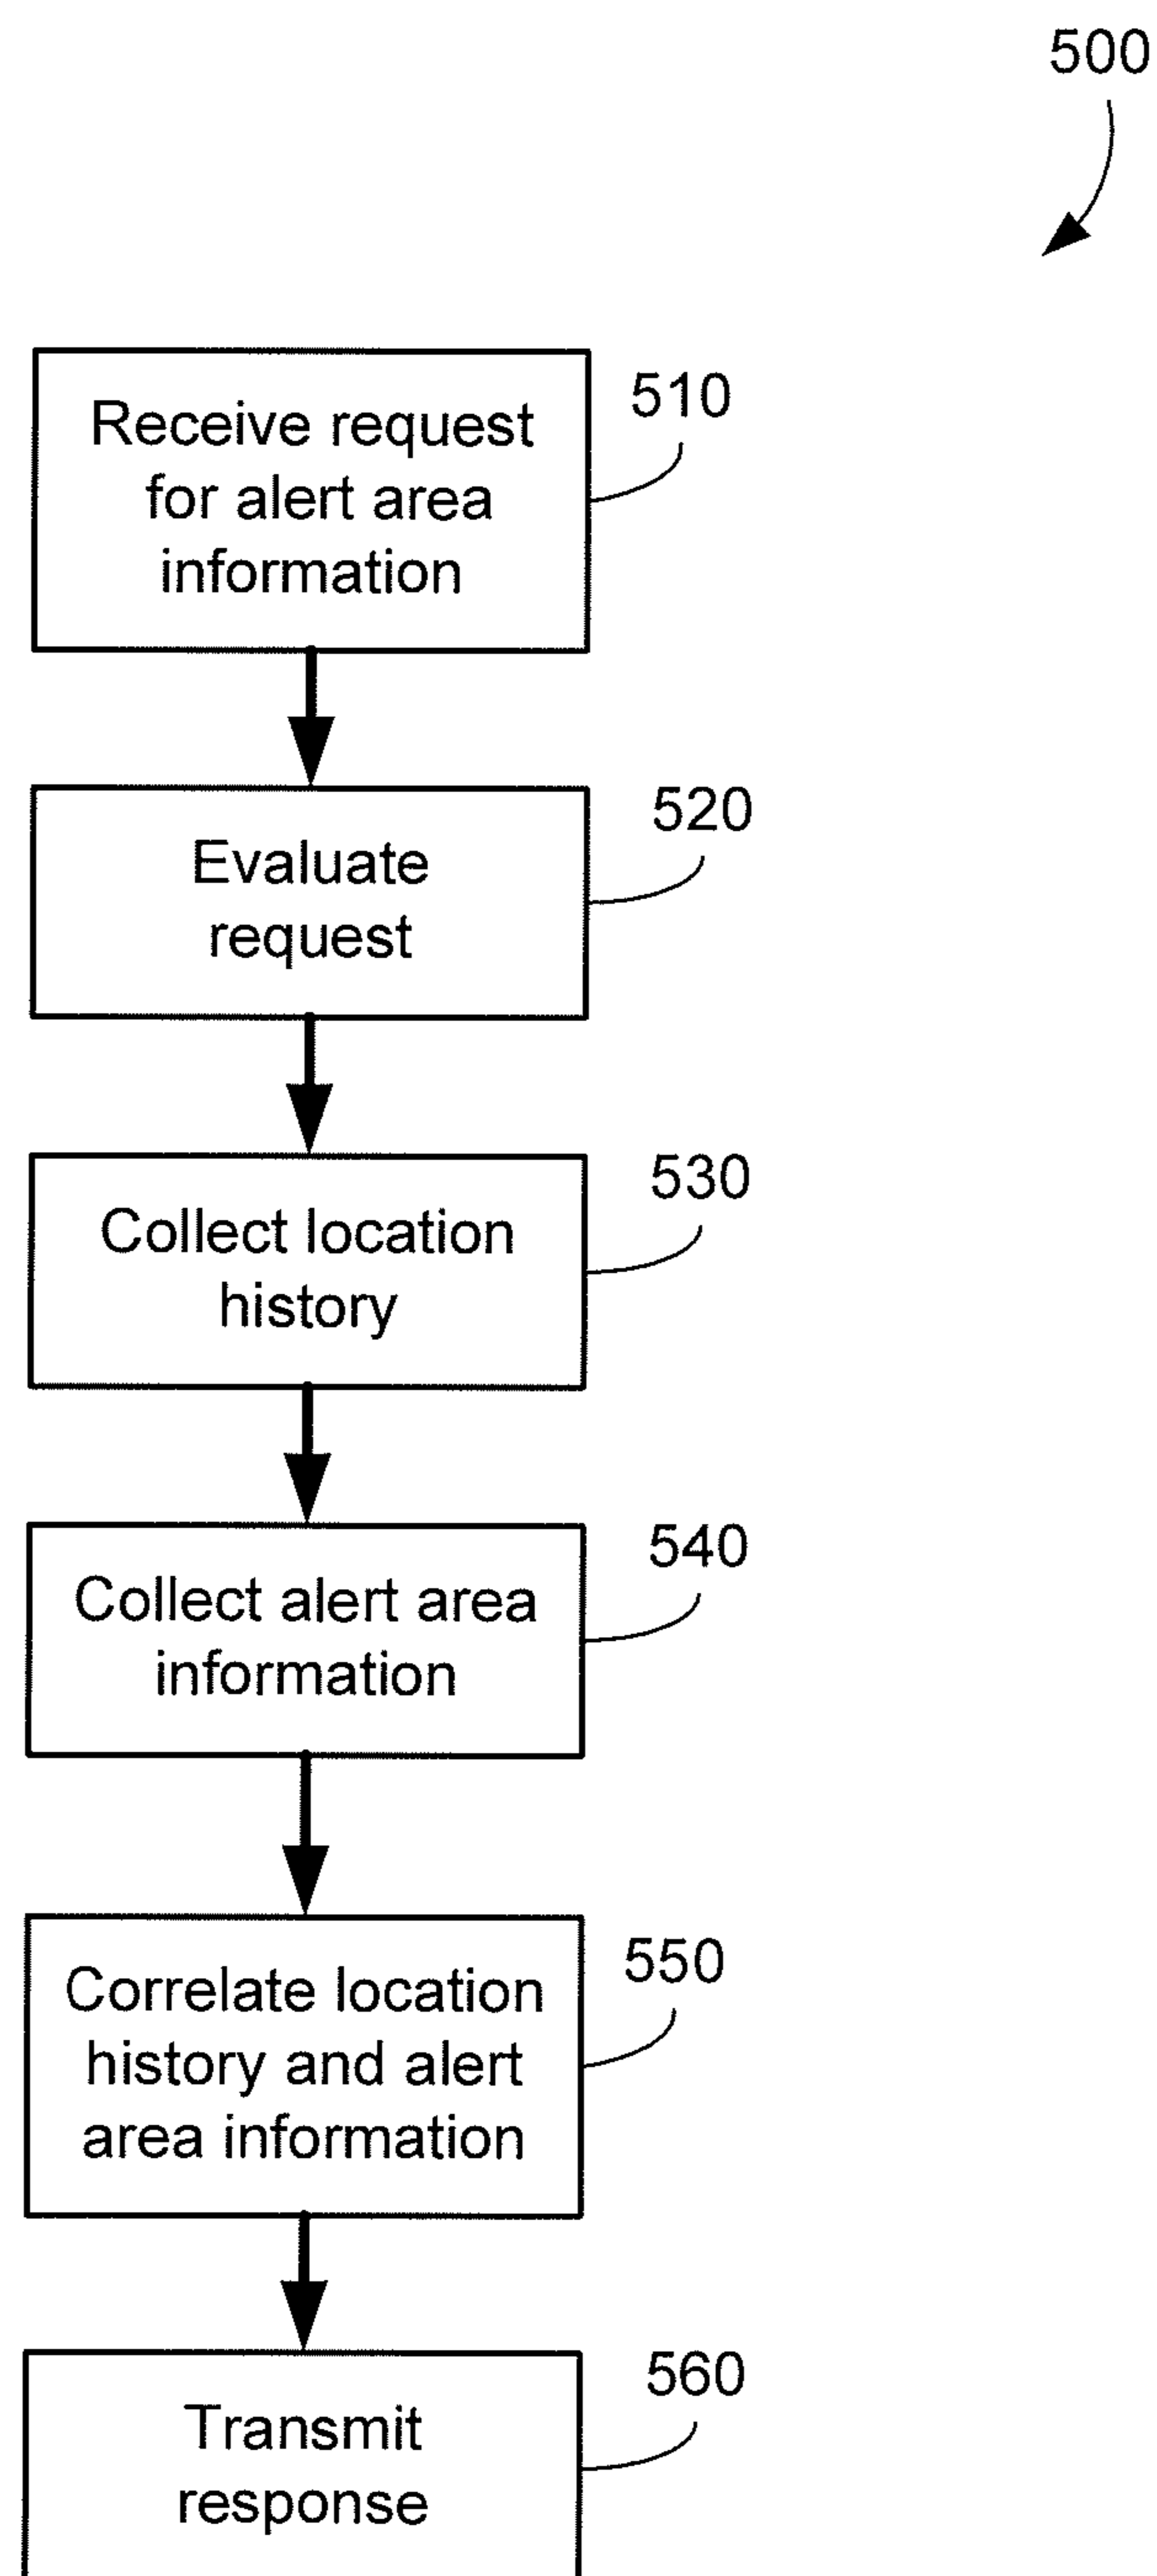 500
Receive request
for alert area
information
510
Evaluate
request
520
Collect location
history
530
Collect alert area
information
540
Correlate location
history and alert
area information
550
Transmit
response
560